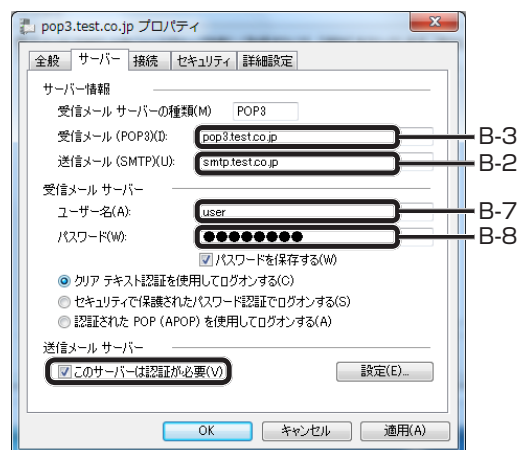 pop3.test.co.jp プロパティ
全般 サーバー 接続 セキュリティ 詳細設定
サーバー情報
受信メール サーバーの種類(M) POP3
受信メール (POP3)(I): pop3.test.co.jp B-3
送信メール (SMTP)(U): smtp.test.co.jp B-2
受信メール サーバー
ユーザー名(A): user B-7
パスワード(W): ●●●●●●●● B-8
パスワードを保存する(W)
クリア テキスト認証を使用してログオンする(C)
セキュリティで保護されたパスワード認証でログオンする(S)
認証された POP (APOP) を使用してログオンする(A)
送信メール サーバー
このサーバーは認証が必要(V) 設定(E)...
OK キャンセル 適用(A)